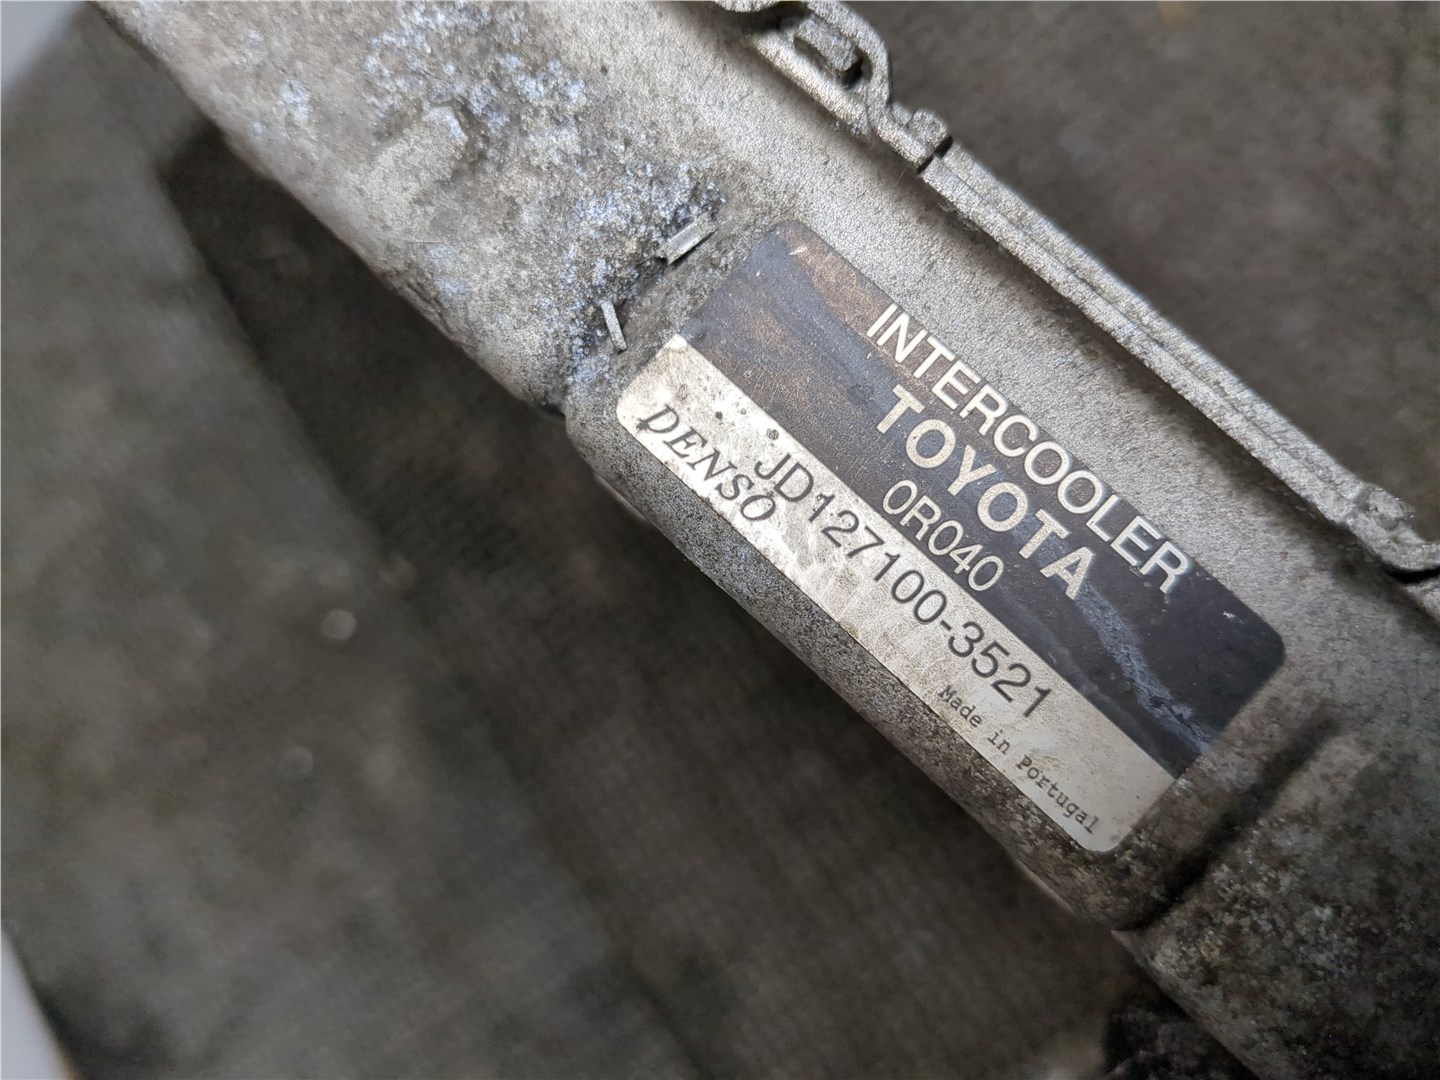 INTERCOOLER
TOYOTA
0R040
JD127100-3521
DENSO
Made in Portugal